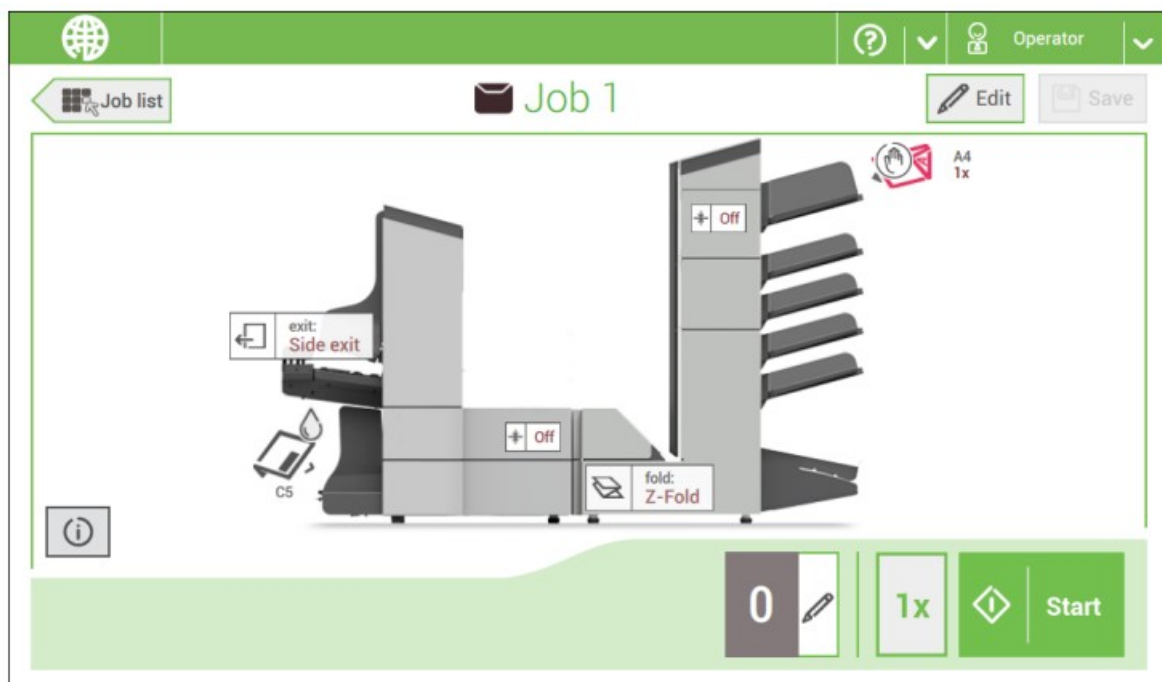 Operator
Job list
Job 1
Edit
Save
A4
1x
Off
exit:
Side exit
Off
C5
fold:
Z-Fold
0
1x
Start